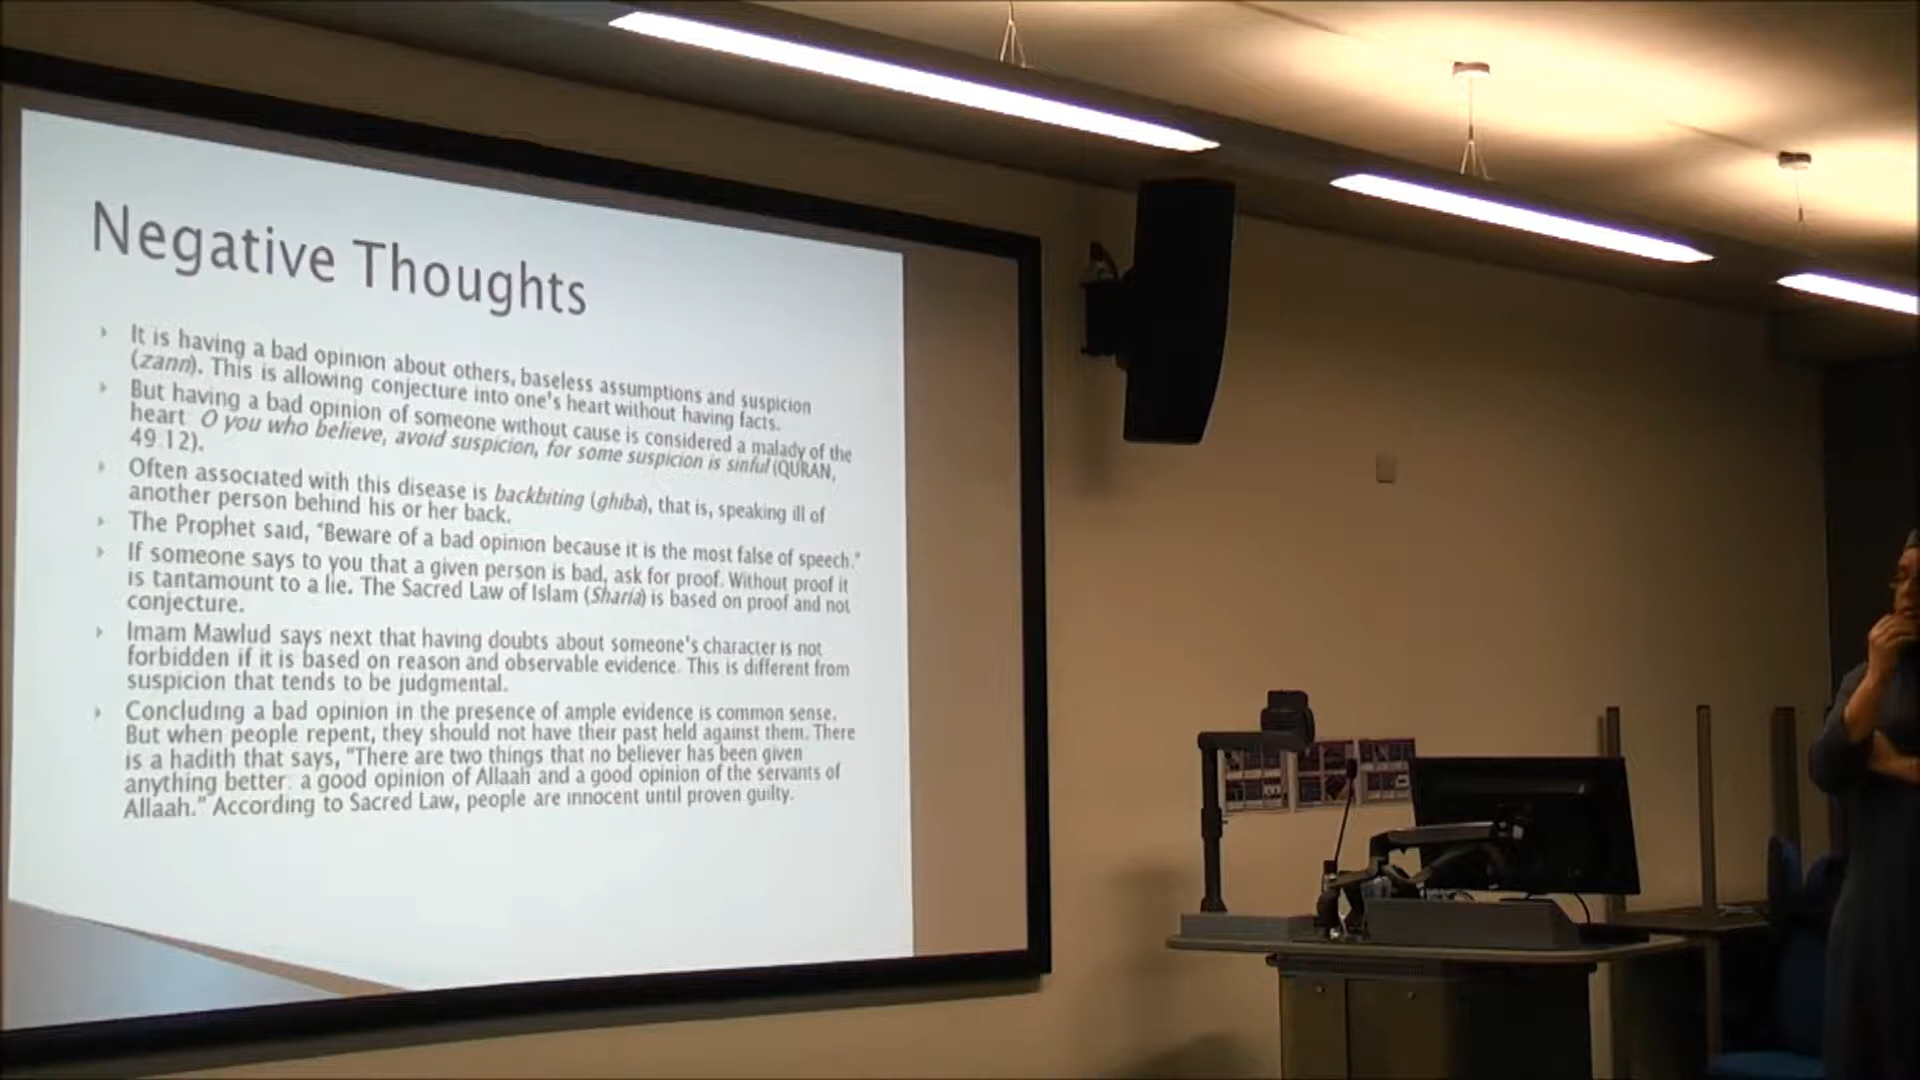 Negative Thoughts
It is having a bad opinion about others, baseless assumptions and suspicion
(zann). This is allowing conjecture into one's heart without having facts.
But having a bad opinion of someone without cause is considered a malady of the
heart: O you who believe, avoid suspicion, for some suspicion is sinful (QURAN,
49:12).
Often associated with this disease is backbiting (ghiba), that is, speaking ill of
another person behind his or her back.
The Prophet said, "Beware of a bad opinion because it is the most false of speech."
If someone says to you that a given person is bad, ask for proof. Without proof it
is tantamount to a lie. The Sacred Law of Islam (Sharia) is based on proof and not
conjecture.
Imam Mawlud says next that having doubts about someone's character is not
forbidden if it is based on reason and observable evidence. This is different from
suspicion that tends to be judgmental.
Concluding a bad opinion in the presence of ample evidence is common sense.
But when people repent, they should not have their past held against them. There
is a hadith that says, "There are two things that no believer has been given
anything better: a good opinion of Allaah and a good opinion of the servants of
Allaah." According to Sacred Law, people are innocent until proven guilty.